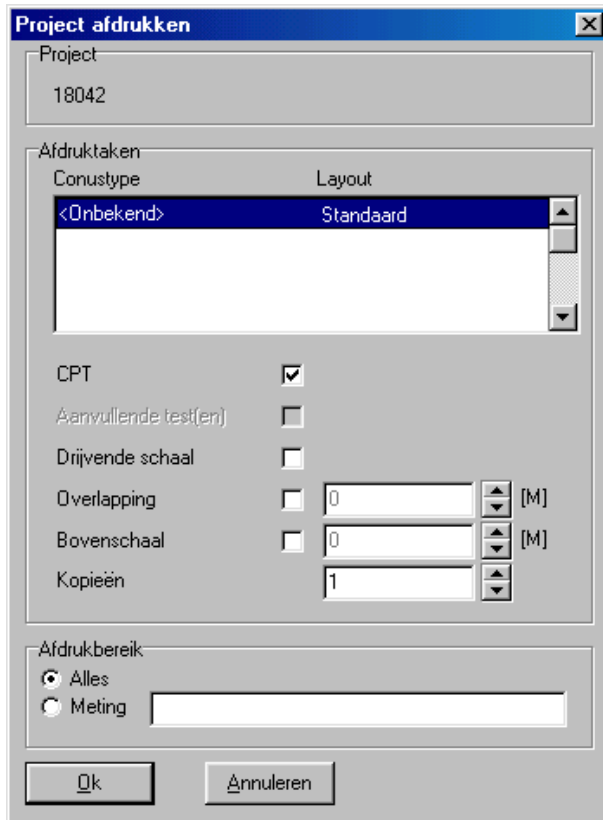 Project afdrukken
Project
18042
Afdruktaken
Conustype Layout
<Onbekend> Standaard
CPT
Aanvullende test(en)
Drijvende schaal
Overlapping 0 [M]
Bovenschaal 0 [M]
Kopieën 1
Afdrukbereik
Alles
Meting
Ok Annuleren